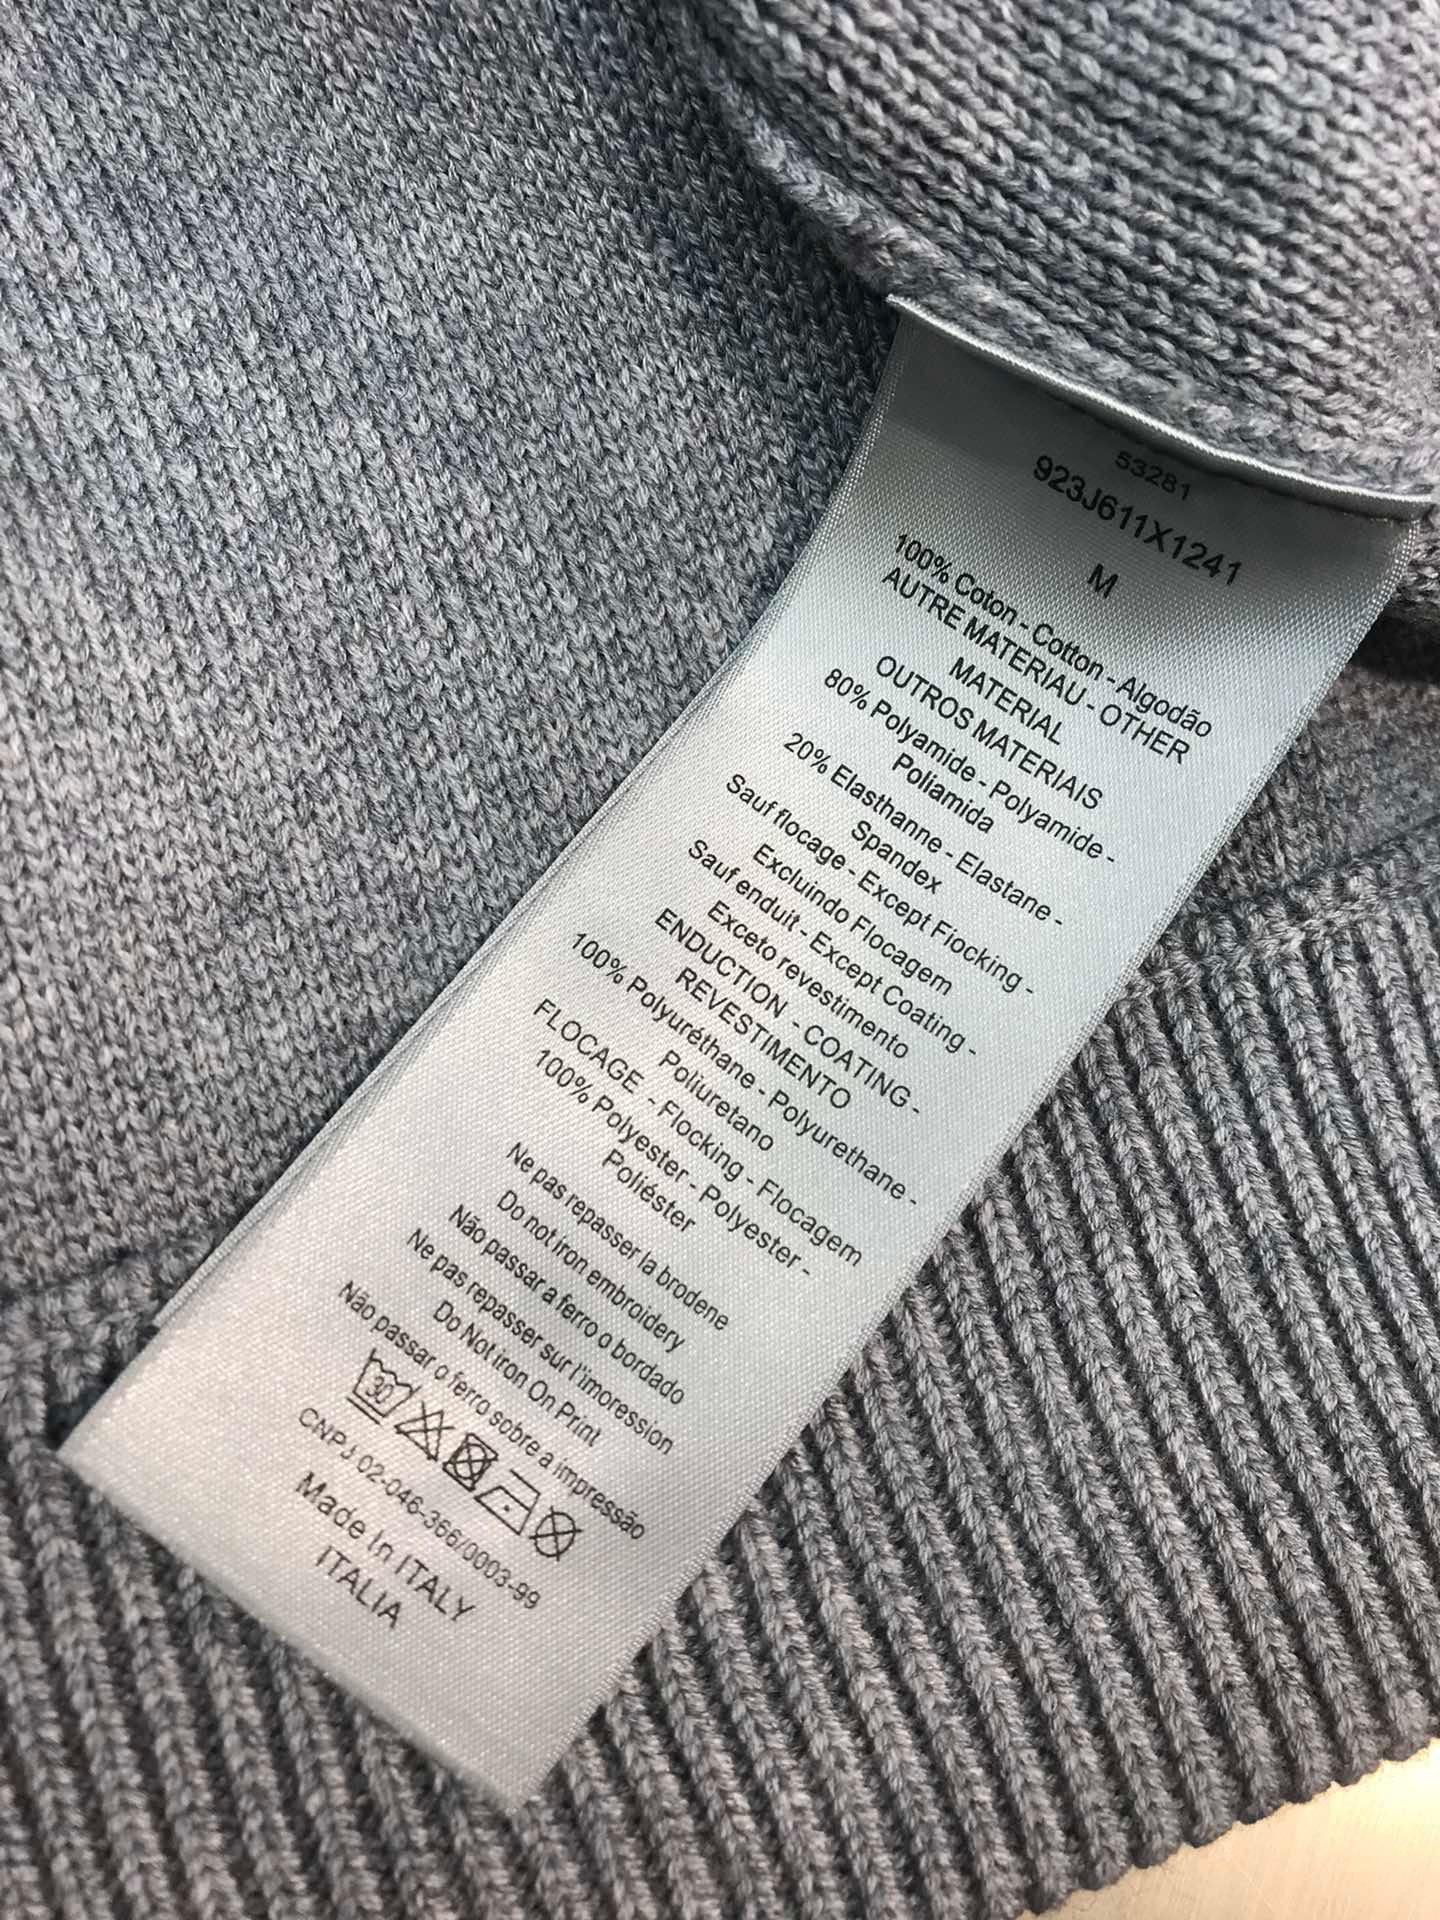 53281
923J611X1241
M
100% Coton - Cotton - Algodão
AUTRE MATERIAU - OTHER
MATERIAL
OUTROS MATERIAIS
80% Polyamide - Polyamide -
Poliamida
20% Elasthanne - Elastane -
Spandex
Sauf flocage - Except Fiocking -
Excluindo Flocagem
Sauf enduit - Except Coating -
Exceto revestimento
ENDUCTION - COATING -
REVESTIMENTO
100% Polyuréthane - Polyurethane -
Poliuretano
FLOCAGE - Flocking - Flocagem
100% Polyester - Polyester -
Poliéster
Ne pas repasser la brodene
Do not iron embroidery
Não passar a ferro o bordado
Ne pas repasser sur l'imoression
Do Not iron On Print
Não passar o ferro sobre a impressão
30
CNPJ 02-046-366/0003-99
Made In ITALY
ITALIA